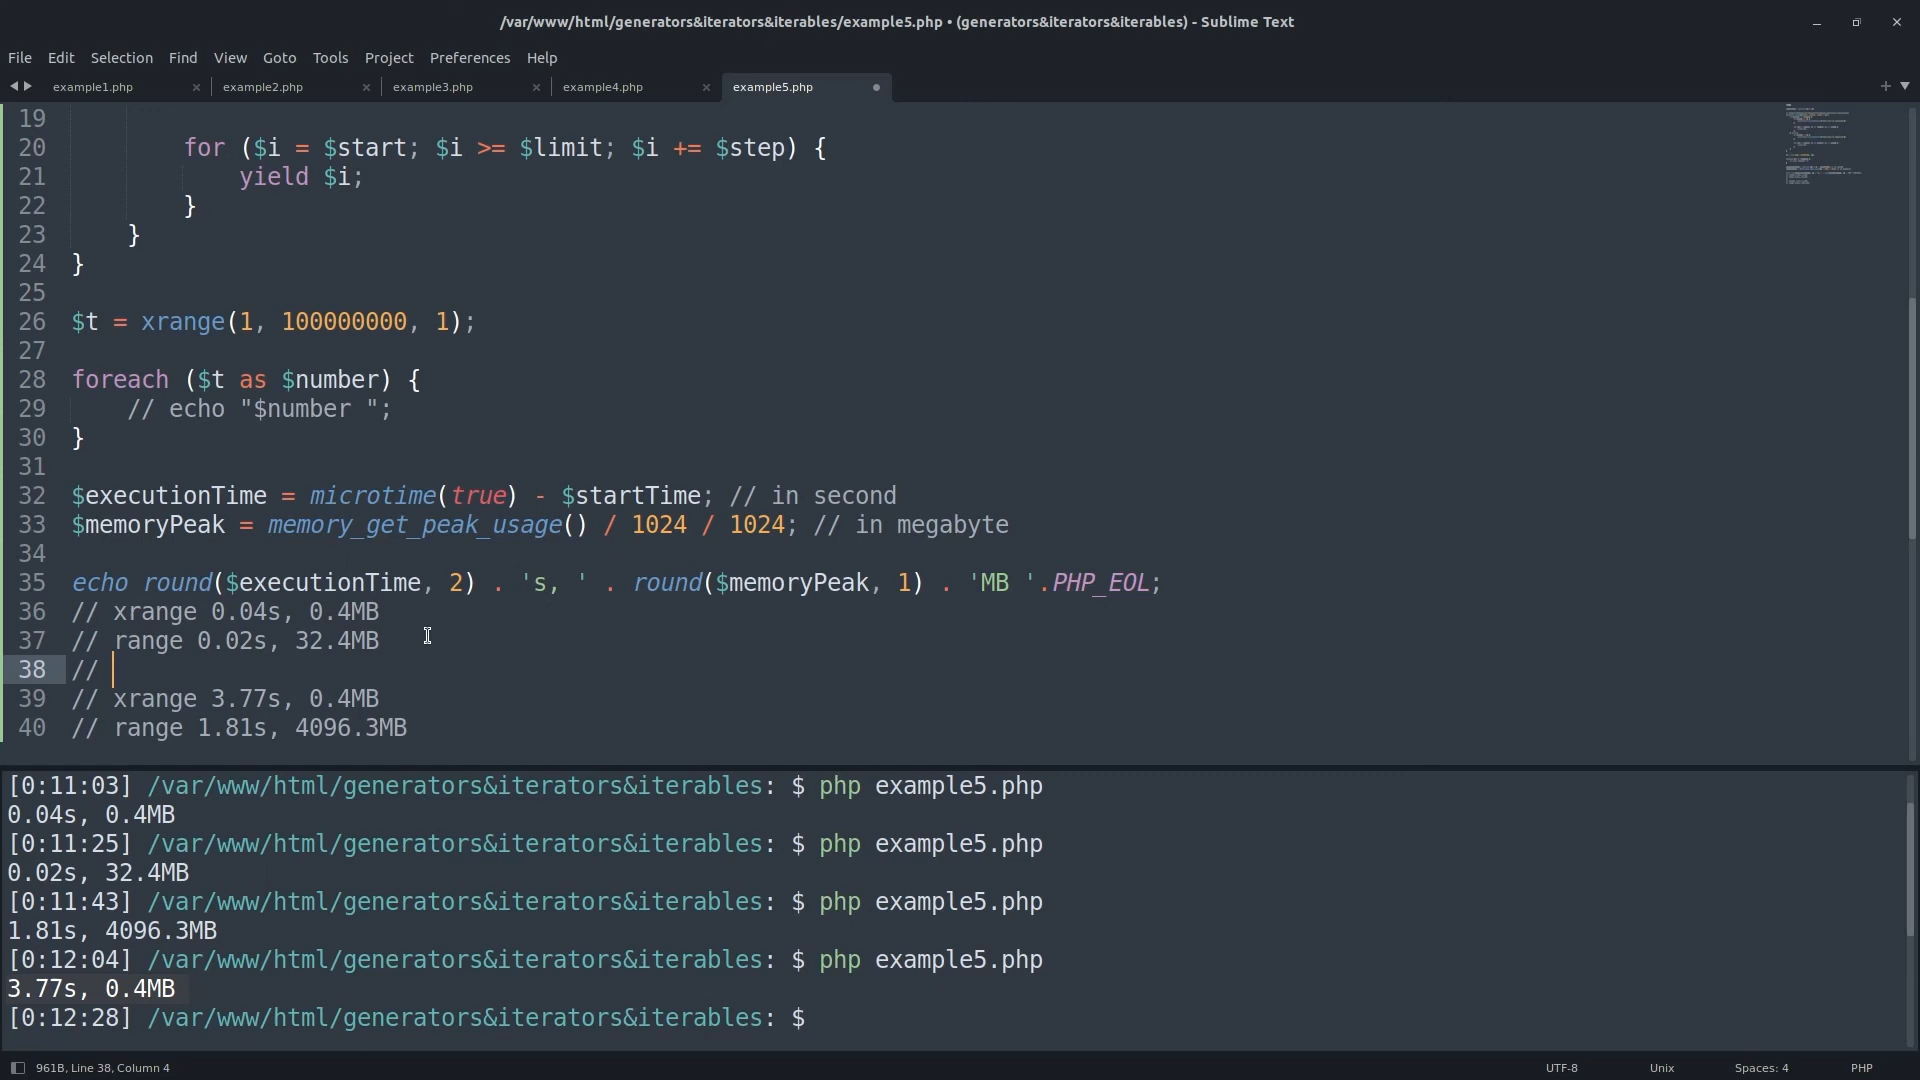 /var/www/html/generators&iterators&iterables/example5.php • (generators&iterators&iterables) - Sublime Text
File Edit Selection Find View Goto Tools Project Preferences Help
example1.php example2.php example3.php example4.php example5.php
19
20 for ($i = $start; $i >= $limit; $i += $step) {
21 yield $i;
22 }
23 }
24 }
25
26 $t = xrange(1, 100000000, 1);
27
28 foreach ($t as $number) {
29 // echo "$number ";
30 }
31
32 $executionTime = microtime(true) - $startTime; // in second
33 $memoryPeak = memory_get_peak_usage() / 1024 / 1024; // in megabyte
34
35 echo round($executionTime, 2) . 's, ' . round($memoryPeak, 1) . 'MB '.PHP_EOL;
36 // xrange 0.04s, 0.4MB
37 // range 0.02s, 32.4MB
38 //
39 // xrange 3.77s, 0.4MB
40 // range 1.81s, 4096.3MB
[0:11:03] /var/www/html/generators&iterators&iterables: $ php example5.php
0.04s, 0.4MB
[0:11:25] /var/www/html/generators&iterators&iterables: $ php example5.php
0.02s, 32.4MB
[0:11:43] /var/www/html/generators&iterators&iterables: $ php example5.php
1.81s, 4096.3MB
[0:12:04] /var/www/html/generators&iterators&iterables: $ php example5.php
3.77s, 0.4MB
[0:12:28] /var/www/html/generators&iterators&iterables: $
961B, Line 38, Column 4 UTF-8 Unix Spaces: 4 PHP